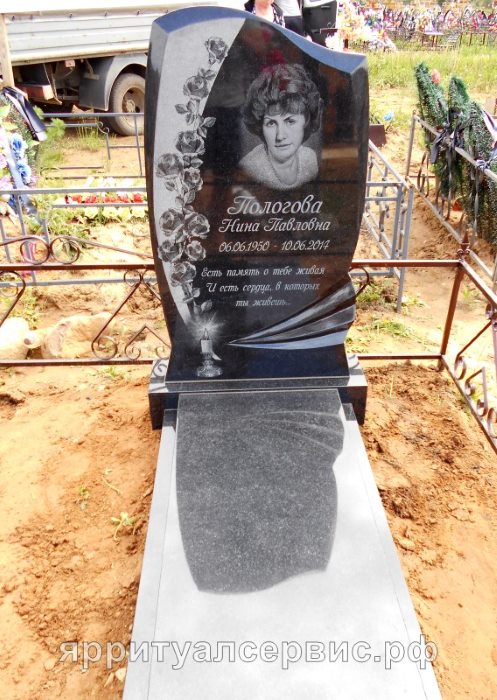 Пологова
Нина Павловна
06.06.1950 - 10.06.2014
Есть память о тебе живая
И есть сердца, в которых
ты живешь...
ярритуалсервис.рф